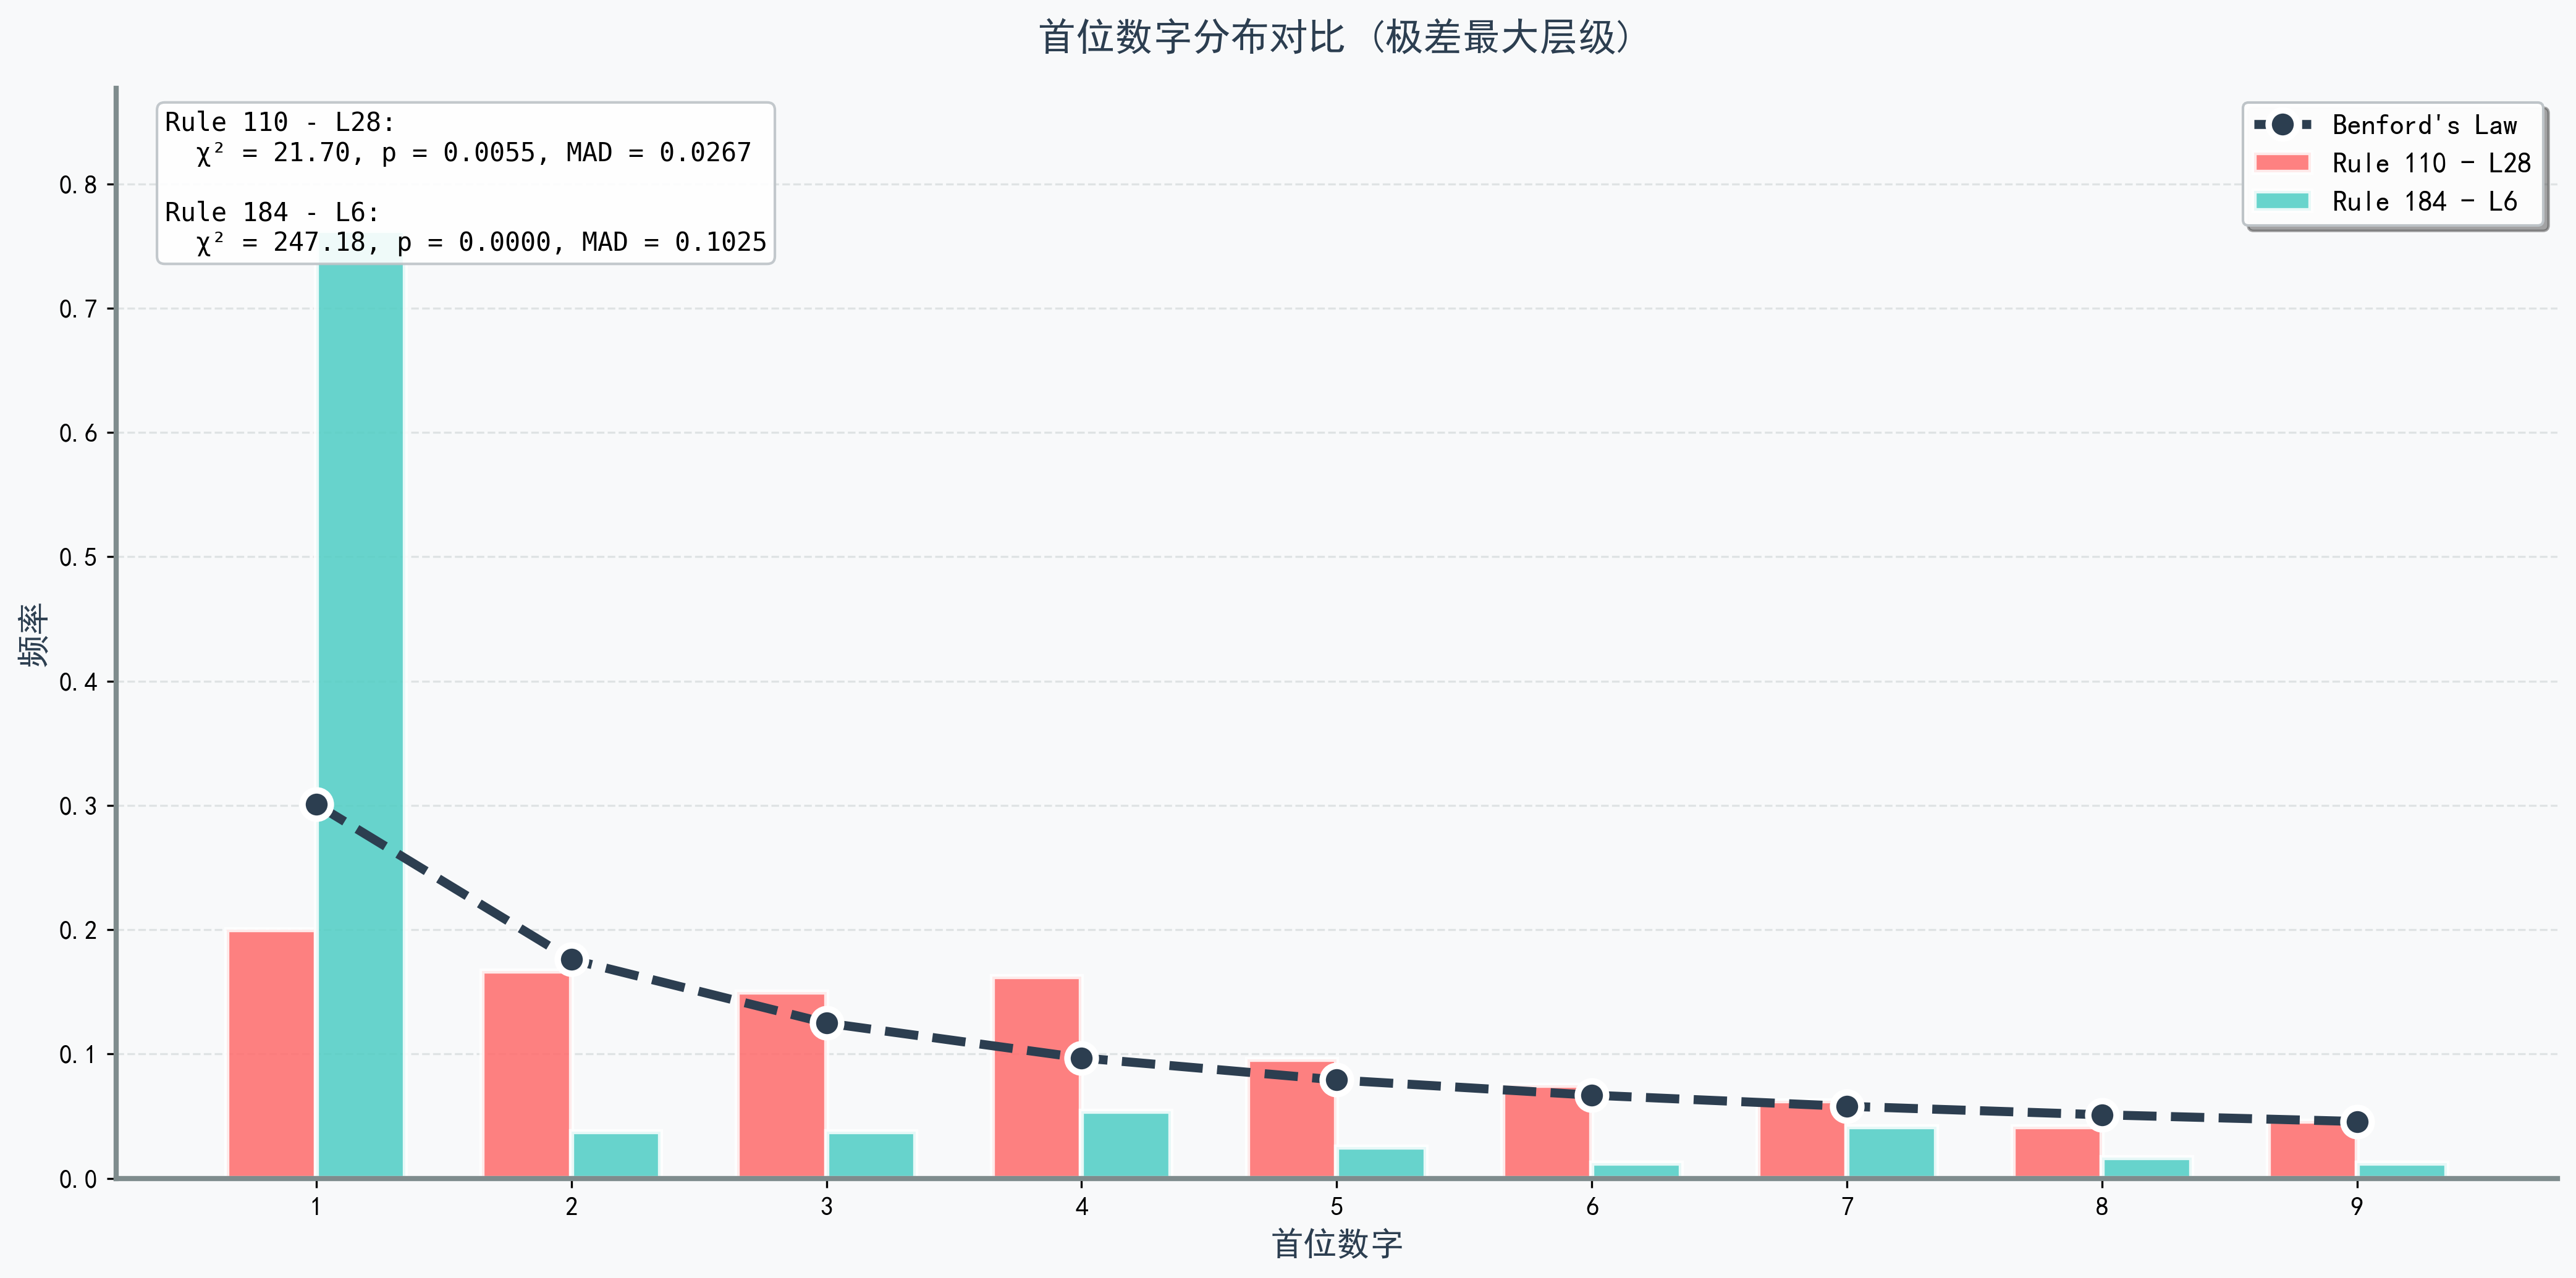 首位数字分布对比 (极差最大层级)
Rule 110 - L28:
χ² = 21.70, p = 0.0055, MAD = 0.0267
Rule 184 - L6:
χ² = 247.18, p = 0.0000, MAD = 0.1025
Benford's Law
Rule 110 - L28
Rule 184 - L6
频率
0.8
0.7
0.6
0.5
0.4
0.3
0.2
0.1
0.0
1 2 3 4 5 6 7 8 9
首位数字